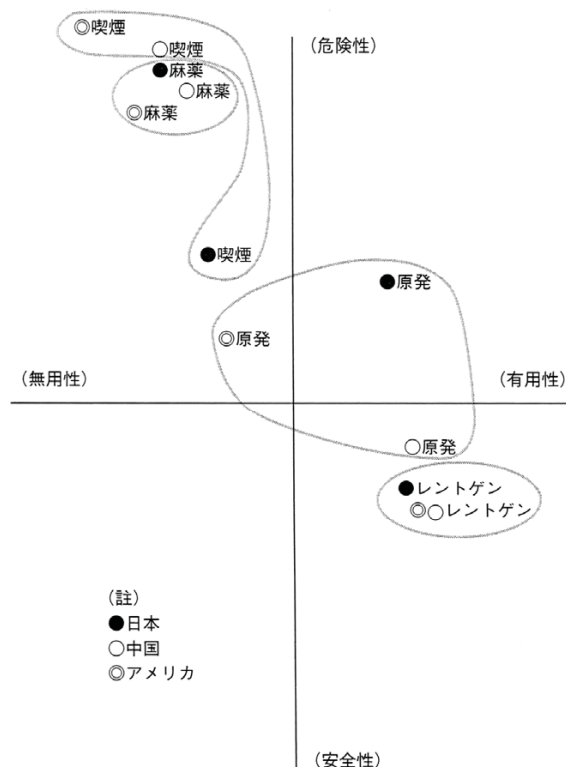 ◎喫煙
（危険性）
○喫煙
●麻薬
○麻薬
◎麻薬
●喫煙
●原発
◎原発
（無用性）
（有用性）
○原発
●レントゲン
◎○レントゲン
（註）
●日本
○中国
◎アメリカ
（安全性）